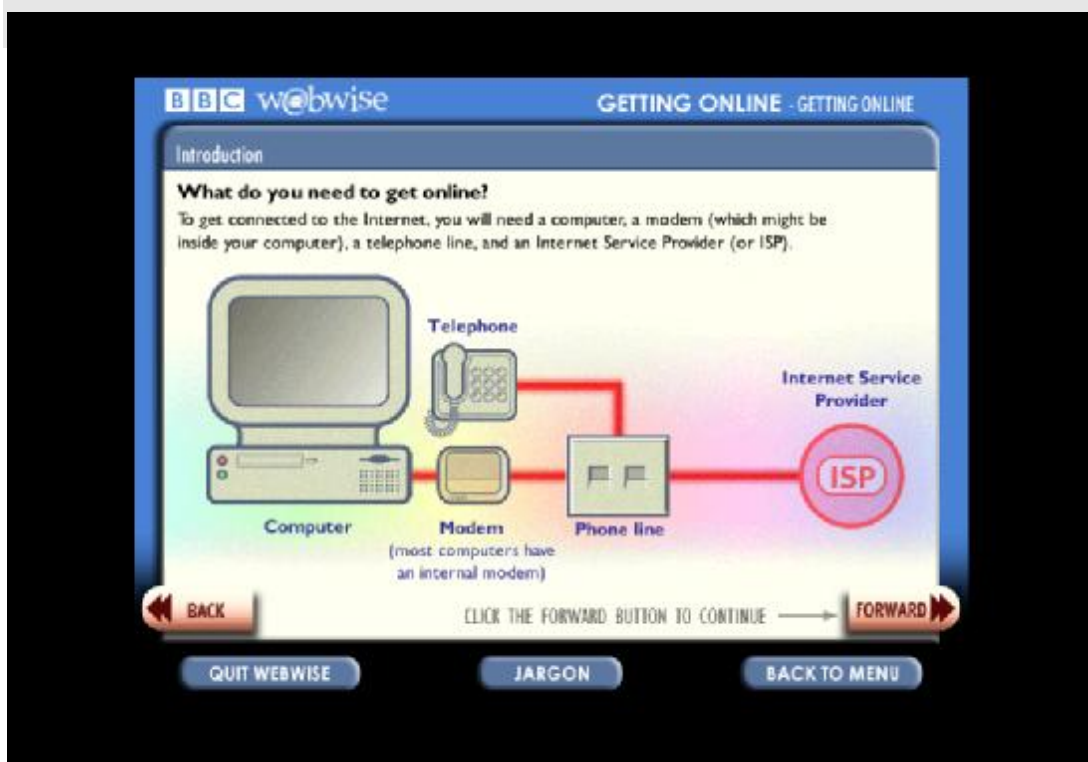 BBC w@bwise
GETTING ONLINE - GETTING ONLINE
Introduction
What do you need to get online?
To get connected to the Internet, you will need a computer, a modem (which might be
inside your computer), a telephone line, and an Internet Service Provider (or ISP).
Telephone
Internet Service
Provider
ISP
Computer
Modem
(most computers have
an internal modem)
Phone line
BACK
CLICK THE FORWARD BUTTON TO CONTINUE
FORWARD
QUIT WEBWISE
JARGON
BACK TO MENU